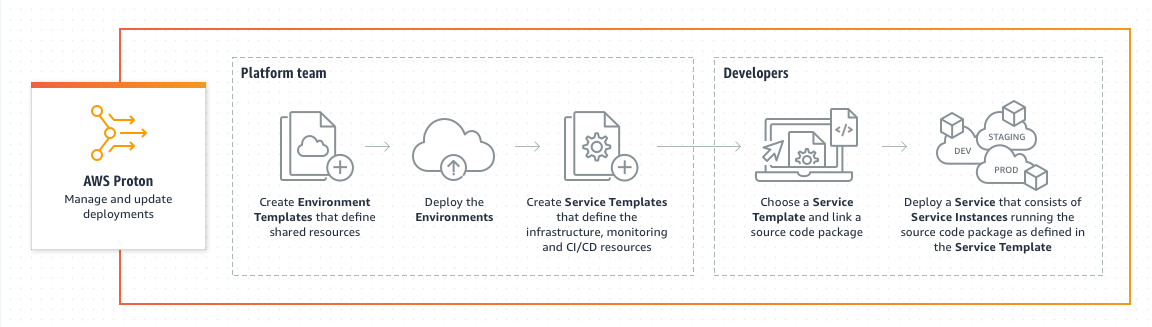 AWS Proton
Manage and update
deployments
Platform team
Create Environment
Templates that define
shared resources
Deploy the
Environments
Create Service Templates
that define the
infrastructure, monitoring
and CI/CD resources
Developers
</>
Choose a Service
Template and link a
source code package
DEV
STAGING
PROD
Deploy a Service that consists of
Service Instances running the
source code package as defined in
the Service Template